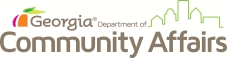 Georgia® Department of
Community Affairs